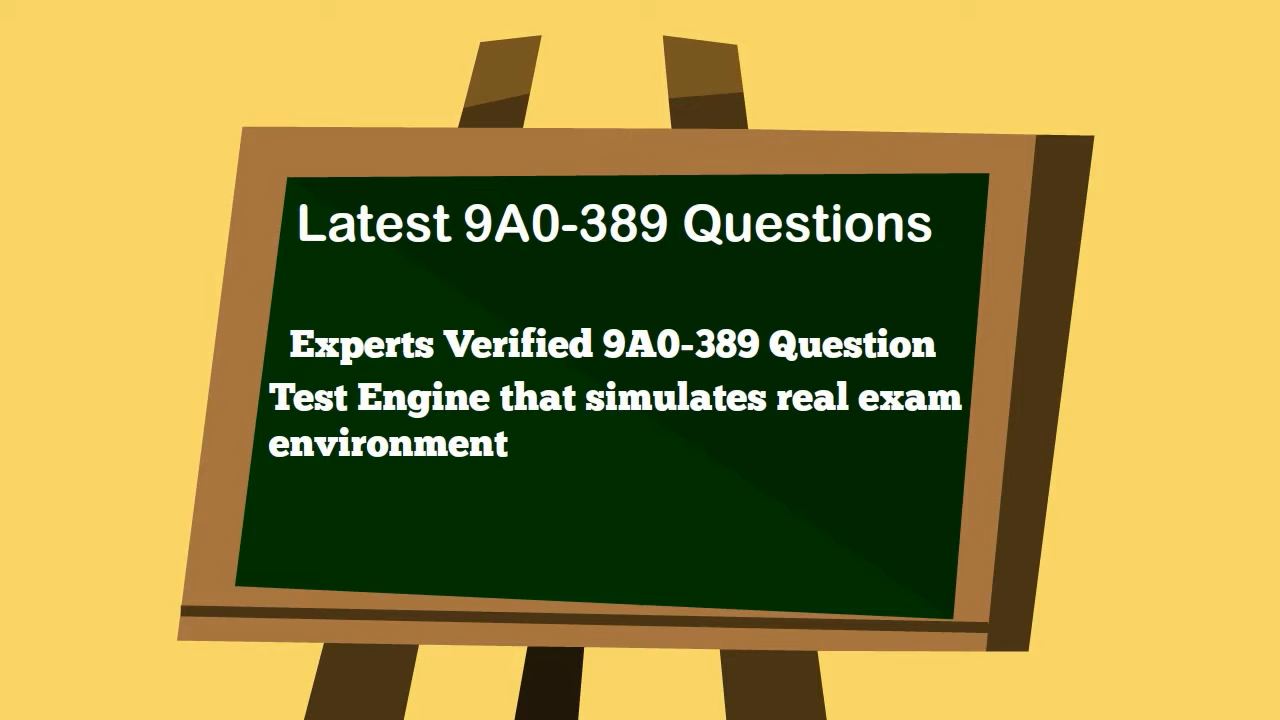 Latest 9A0-389 Questions
Experts Verified 9A0-389 Question
Test Engine that simulates real exam
environment